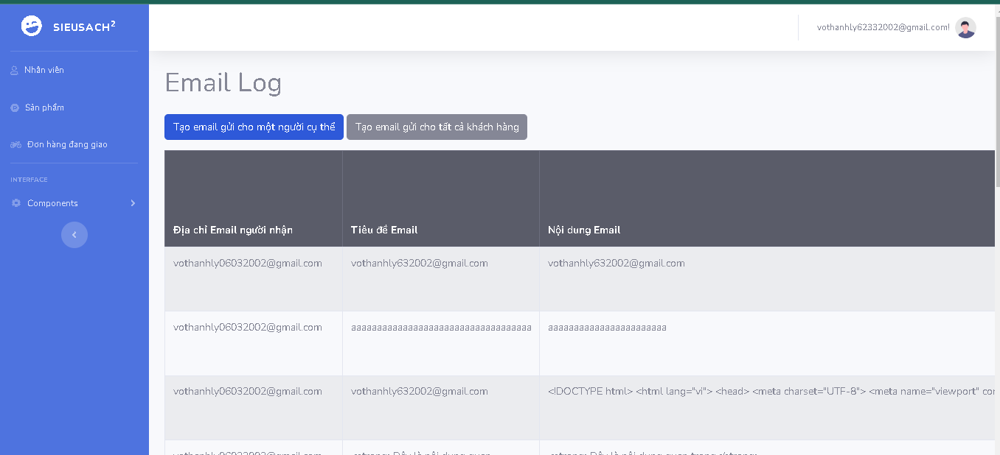 SIEUSACH2
vothanhly62332002@gmail.com!
Nhân viên
Sản phẩm
Đơn hàng đang giao
INTERFACE
Components
Email Log
Tạo email gửi cho một người cụ thể Tạo email gửi cho tất cả khách hàng
Địa chỉ Email người nhận Tiêu đề Email Nội dung Email
vothanhly06032002@gmail.com vothanhly632002@gmail.com vothanhly632002@gmail.com
vothanhly06032002@gmail.com aaaaaaaaaaaaaaaaaaaaaaaaaaaaaaaaaaa aaaaaaaaaaaaaaaaaaaaaaa
vothanhly06032002@gmail.com vothanhly632002@gmail.com <!DOCTYPE html> <html lang="vi"> <head> <meta charset="UTF-8"> <meta name="viewport" con
vothanhly06032002@gmail.com <strong> Đây là nội dung quan <strong> Đây là nội dung quan trọng </strong>